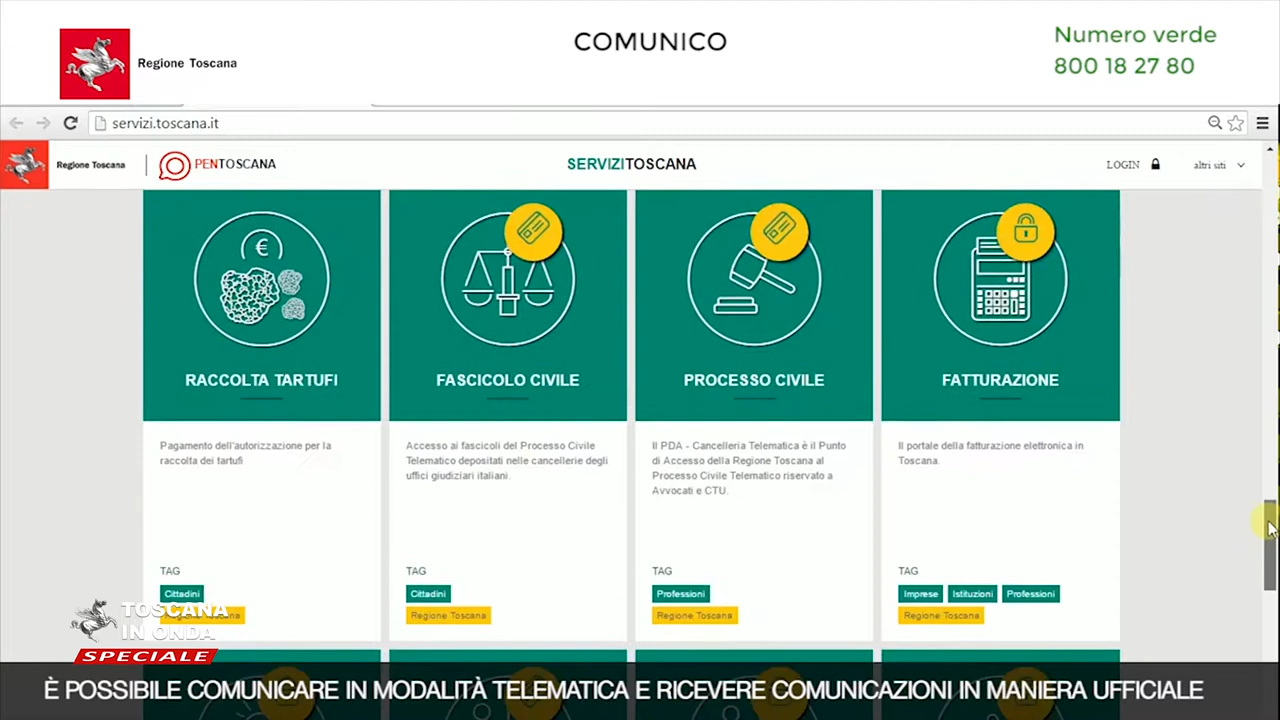 Regione Toscana
COMUNICO
Numero verde
800 18 27 80
servizi.toscana.it
Regione Toscana
PENTOSCANA
SERVIZITOSCANA
LOGIN
altri siti
RACCOLTA TARTUFI
Pagamento dell'autorizzazione per la
raccolta dei tartufi
TAG
Cittadini
Regione Toscana
FASCICOLO CIVILE
Accesso ai fascicoli del Processo Civile
Telematico depositati nelle cancellerie degli
uffici giudiziari italiani.
TAG
Cittadini
Regione Toscana
PROCESSO CIVILE
Il PDA - Cancelleria Telematica è il Punto
di Accesso della Regione Toscana al
Processo Civile Telematico riservato a
Avvocati e CTU.
TAG
Professioni
Regione Toscana
FATTURAZIONE
Il portale della fatturazione elettronica in
Toscana.
TAG
Imprese Istituzioni Professioni
Regione Toscana
TOSCANA
IN ONDA
SPECIALE
È POSSIBILE COMUNICARE IN MODALITÀ TELEMATICA E RICEVERE COMUNICAZIONI IN MANIERA UFFICIALE